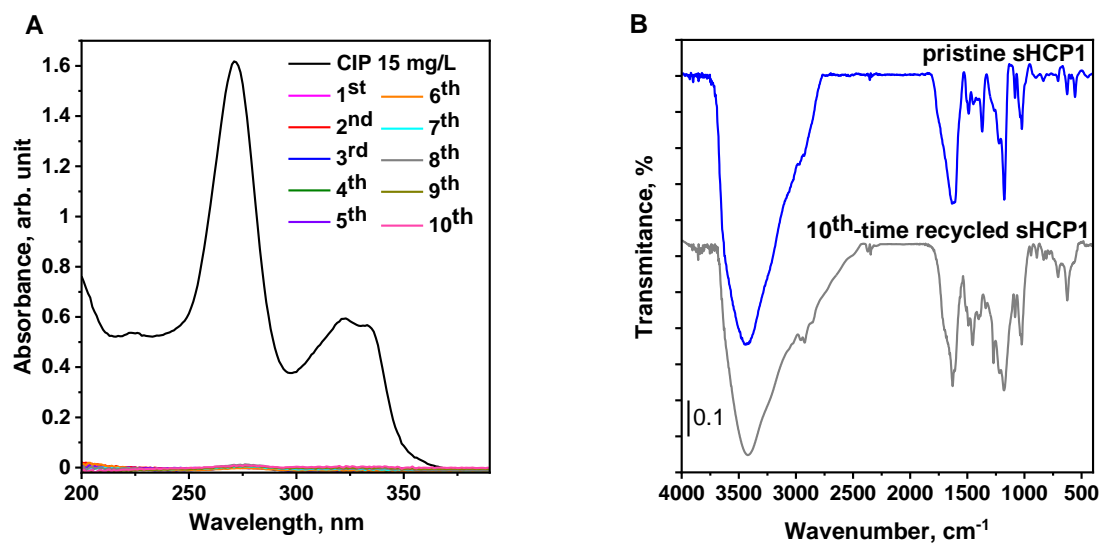 A
CIP 15 mg/L
1st
2nd
3rd
4th
5th
6th
7th
8th
9th
10th
1.6
1.4
1.2
1.0
0.8
0.6
0.4
0.2
0
200 250 300 350
Absorbance, arb. unit
Wavelength, nm
B
pristine sHCP1
10th-time recycled sHCP1
0.1
4000 3500 3000 2500 2000 1500 1000 500
Transmitance, %
Wavenumber, cm-1